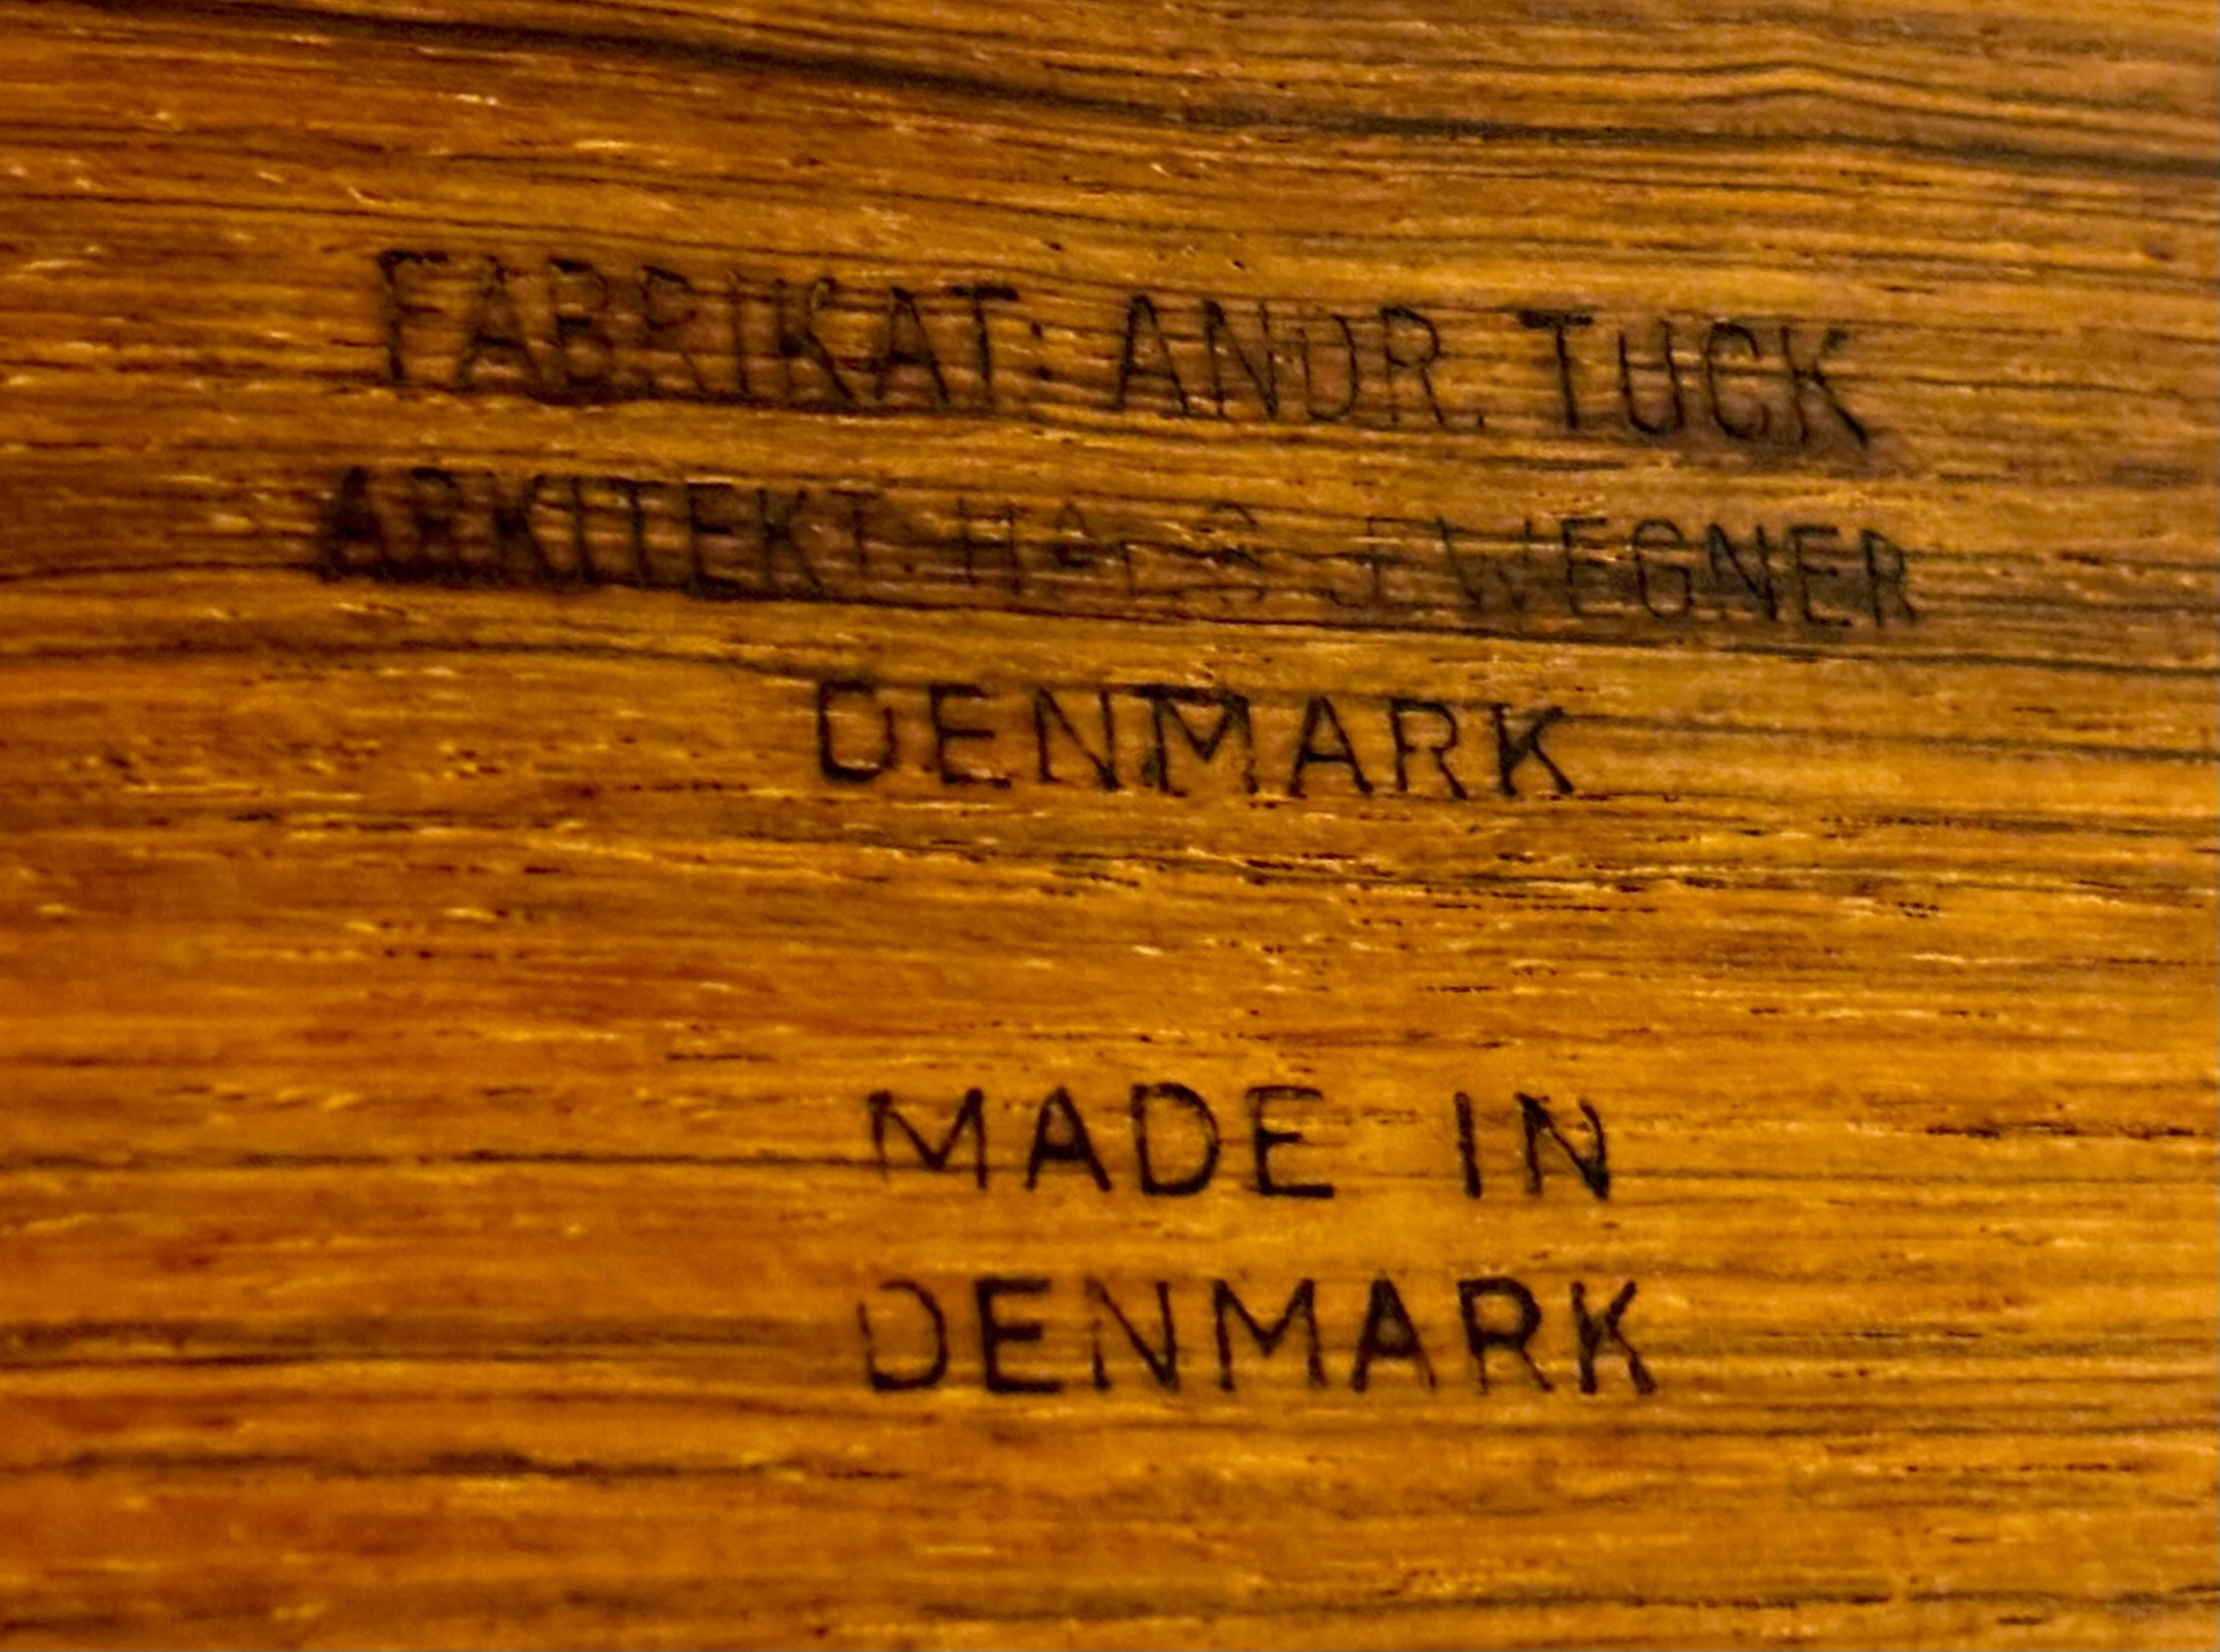 FABRIKAT: ANDR. TUCK
ARKITEKT: HANS J WEGNER
DENMARK
MADE IN
DENMARK